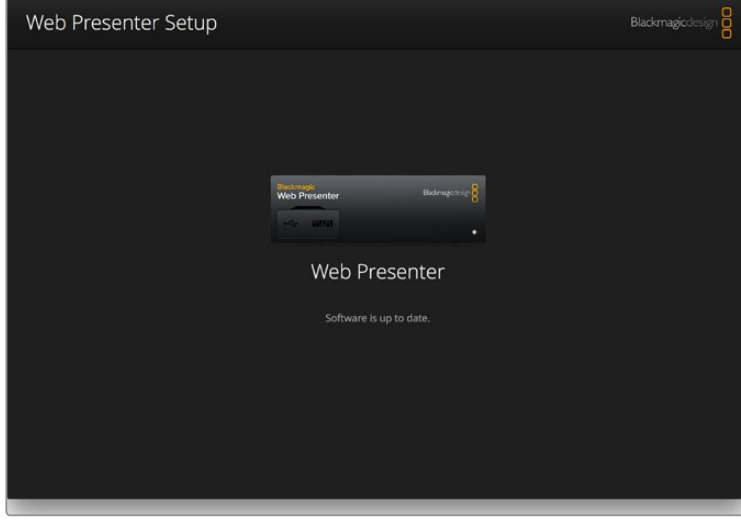 Web Presenter Setup
Blackmagicdesign
Blackmagic
Web Presenter
Blackmagicdesign
Web Presenter
Software is up to date.